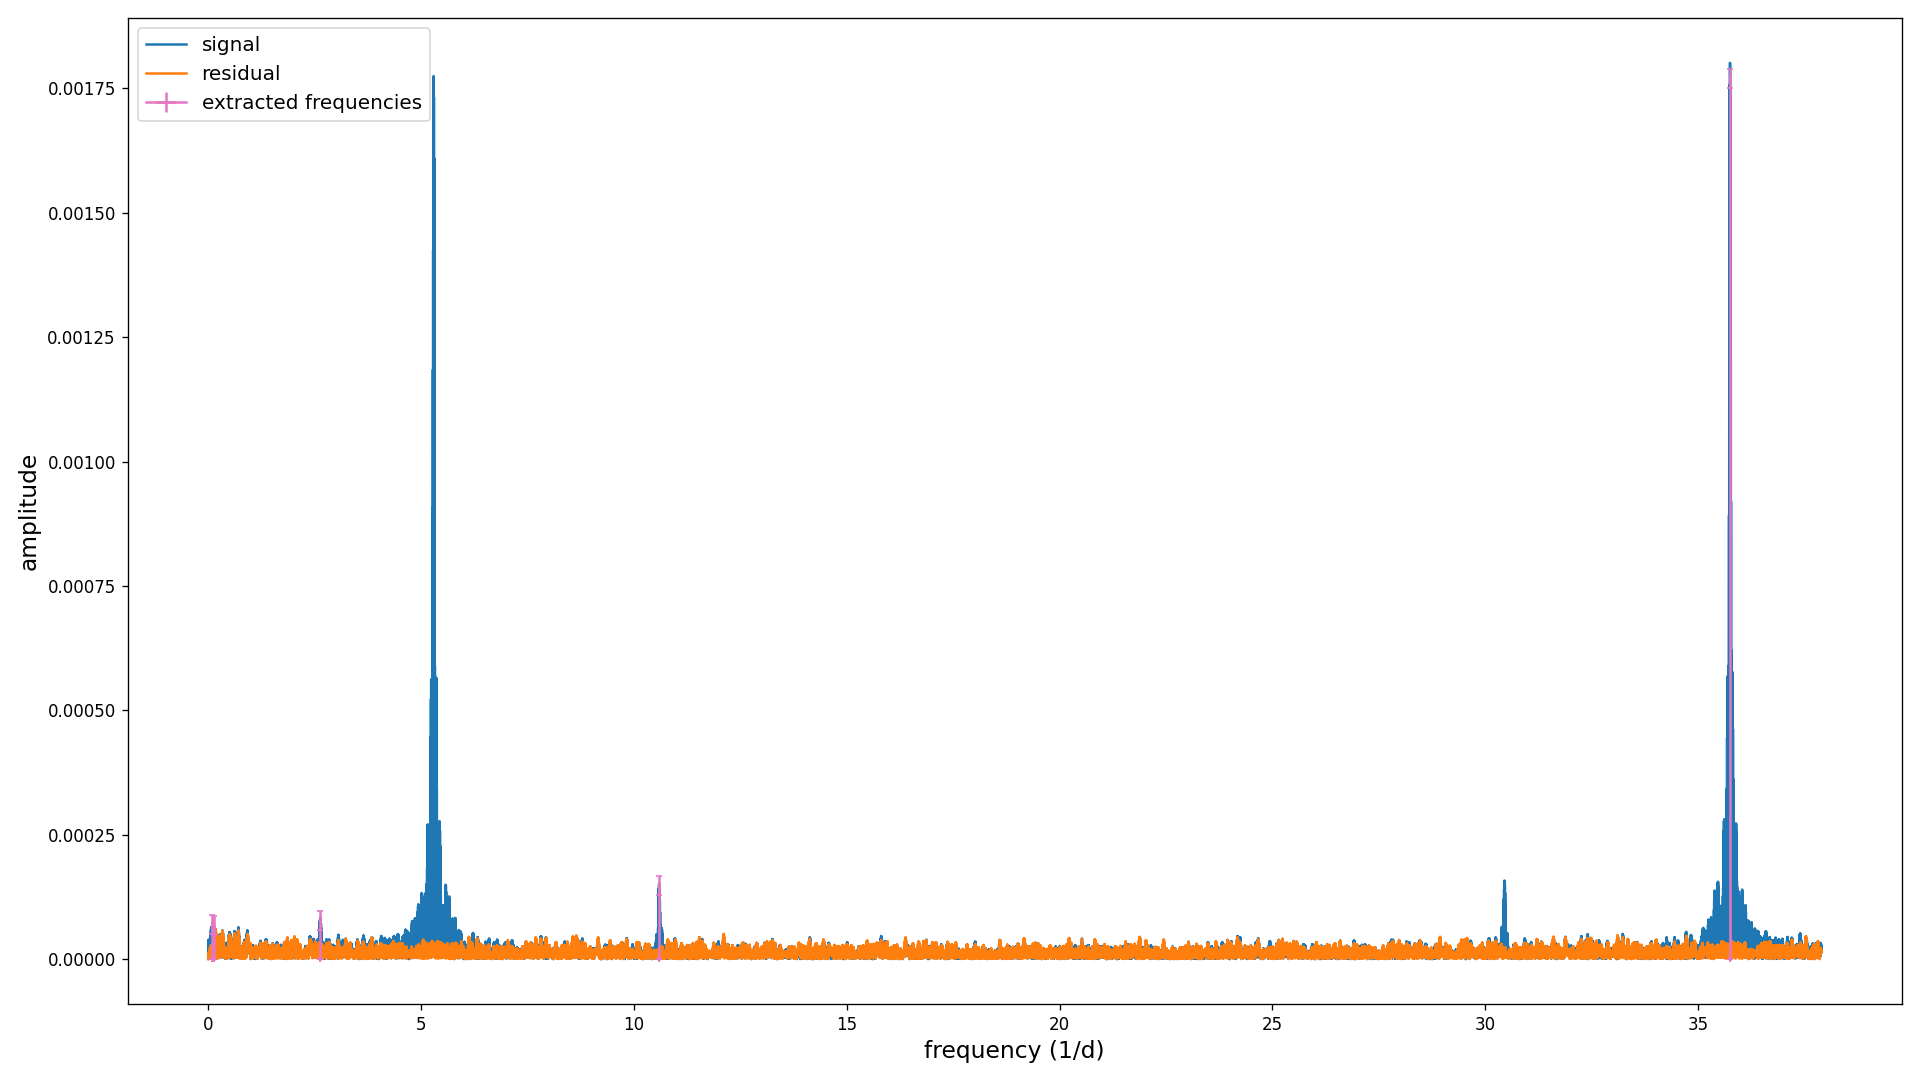 signal
residual
extracted frequencies
0.00175
0.00150
0.00125
0.00100
0.00075
0.00050
0.00025
0.00000
amplitude
0 5 10 15 20 25 30 35
frequency (1/d)